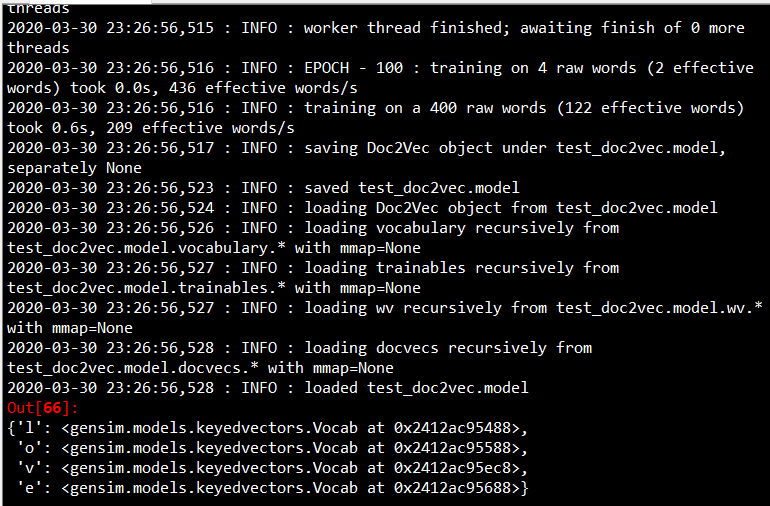 threads
2020-03-30 23:26:56,515 : INFO : worker thread finished; awaiting finish of 0 more
threads
2020-03-30 23:26:56,516 : INFO : EPOCH - 100 : training on 4 raw words (2 effective
words) took 0.0s, 436 effective words/s
2020-03-30 23:26:56,516 : INFO : training on a 400 raw words (122 effective words)
took 0.6s, 209 effective words/s
2020-03-30 23:26:56,517 : INFO : saving Doc2Vec object under test_doc2vec.model,
separately None
2020-03-30 23:26:56,523 : INFO : saved test_doc2vec.model
2020-03-30 23:26:56,524 : INFO : loading Doc2Vec object from test_doc2vec.model
2020-03-30 23:26:56,526 : INFO : loading vocabulary recursively from
test_doc2vec.model.vocabulary.* with mmap=None
2020-03-30 23:26:56,527 : INFO : loading trainables recursively from
test_doc2vec.model.trainables.* with mmap=None
2020-03-30 23:26:56,527 : INFO : loading wv recursively from test_doc2vec.model.wv.*
with mmap=None
2020-03-30 23:26:56,528 : INFO : loading docvecs recursively from
test_doc2vec.model.docvecs.* with mmap=None
2020-03-30 23:26:56,528 : INFO : loaded test_doc2vec.model
Out[66]:
{'l': <gensim.models.keyedvectors.Vocab at 0x2412ac95488>,
 'o': <gensim.models.keyedvectors.Vocab at 0x2412ac95588>,
 'v': <gensim.models.keyedvectors.Vocab at 0x2412ac95ec8>,
 'e': <gensim.models.keyedvectors.Vocab at 0x2412ac95688>}